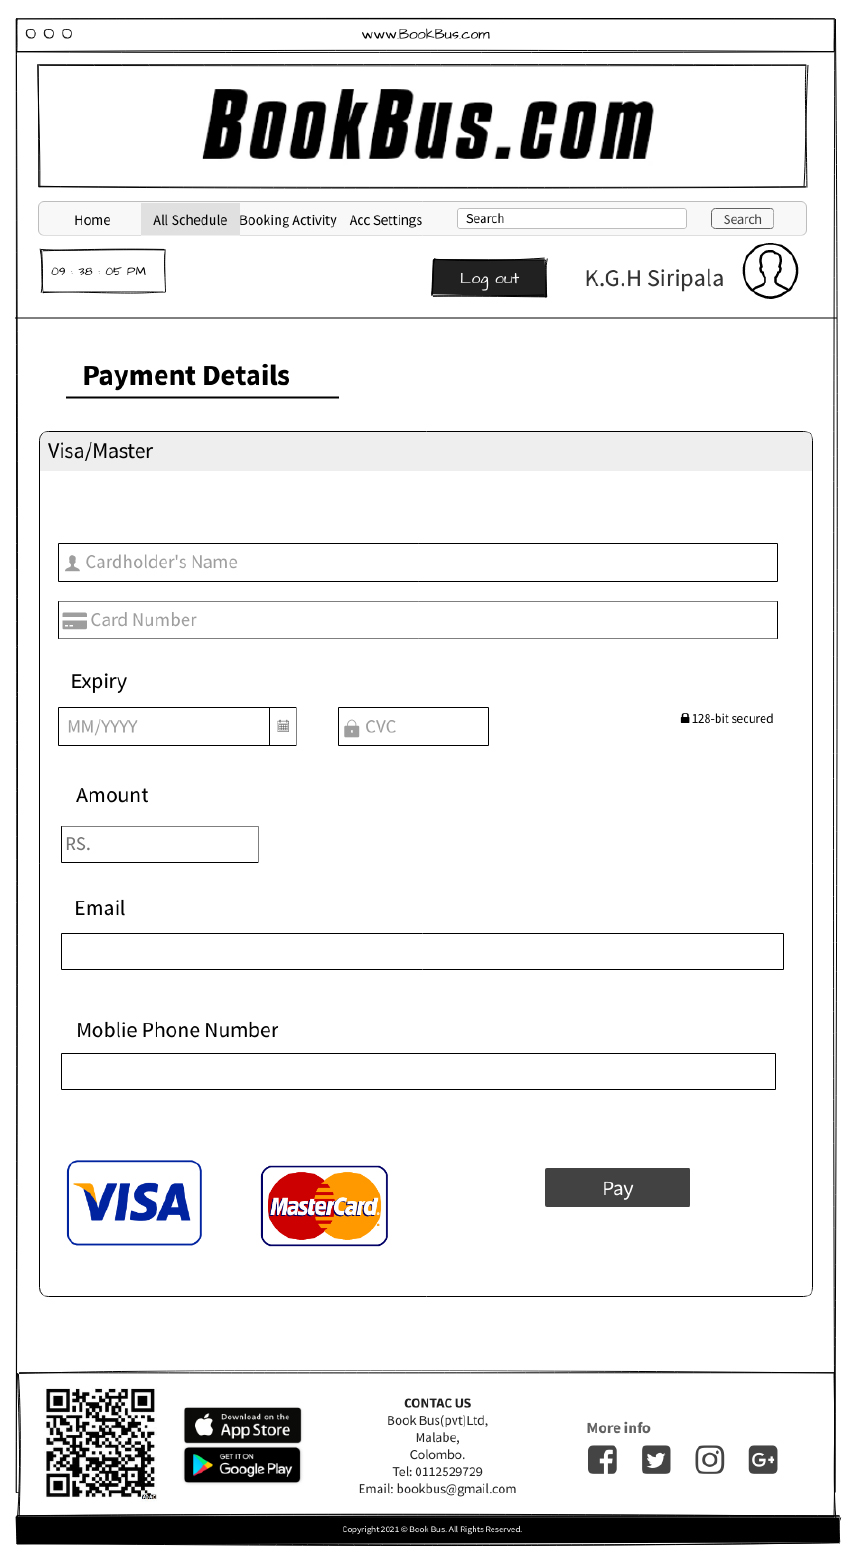 www.BookBus.com
BookBus.com
Home All Schedule Booking Activity Acc Settings Search Search
09 : 38 : 05 PM
Log out K.G.H Siripala
Payment Details
Visa/Master
Cardholder's Name
Card Number
Expiry
MM/YYYY CVC 128-bit secured
Amount
RS.
Email
Moblie Phone Number
VISA MasterCard Pay
Download on the
App Store
GET IT ON
Google Play
CONTAC US
Book Bus(pvt)Ltd,
Malabe,
Colombo.
Tel: 0112529729
Email: bookbus@gmail.com
More info
G+
Copyright 2021 © Book Bus. All Rights Reserved.